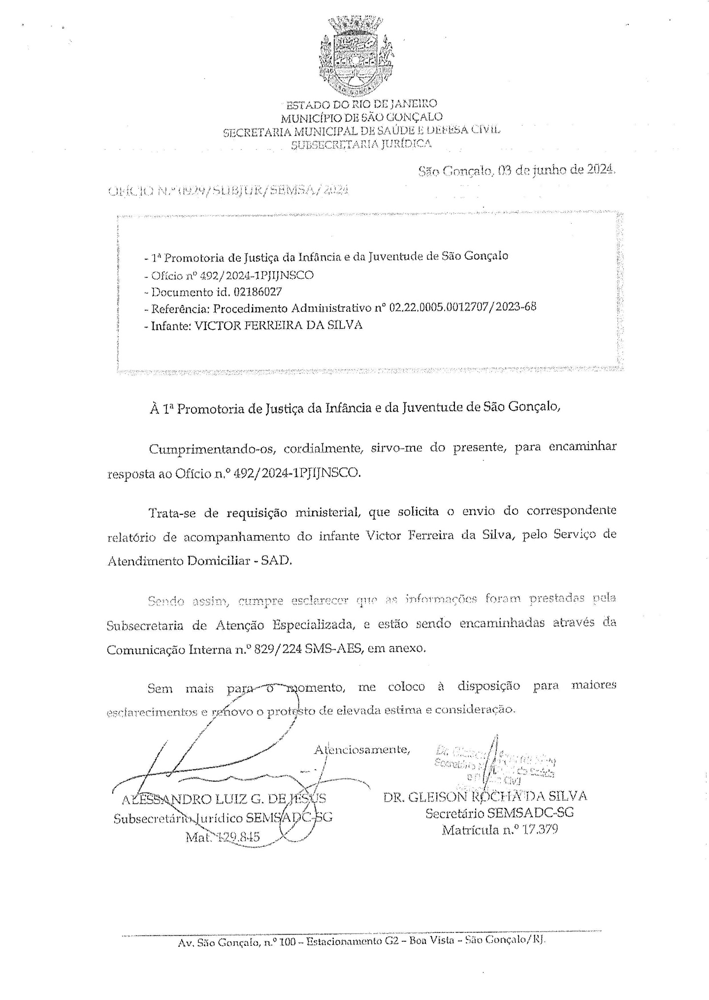 SÃO GONÇALO
ESTADO DO RIO DE JANEIRO
MUNICÍPIO DE SÃO GONÇALO
SECRETARIA MUNICIPAL DE SAÚDE E DEFESA CIVIL
SUBSECRETARIA JURÍDICA
São Gonçalo, 03 de junho de 2024.
OFÍCIO N.º 0929/SUBJUR/SEMSA/2024
- 1ª Promotoria de Justiça da Infância e da Juventude de São Gonçalo
- Ofício nº 492/2024-1PJIJNSCO
- Documento id. 02186027
- Referência: Procedimento Administrativo nº 02.22.0005.0012707/2023-68
- Infante: VICTOR FERREIRA DA SILVA
À 1ª Promotoria de Justiça da Infância e da Juventude de São Gonçalo,
Cumprimentando-os, cordialmente, sirvo-me do presente, para encaminhar
resposta ao Ofício n.º 492/2024-1PJIJNSCO.
Trata-se de requisição ministerial, que solicita o envio do correspondente
relatório de acompanhamento do infante Victor Ferreira da Silva, pelo Serviço de
Atendimento Domiciliar - SAD.
Sendo assim, cumpre esclarecer que as informações foram prestadas pela
Subsecretaria de Atenção Especializada, e estão sendo encaminhadas através da
Comunicação Interna n.º 829/224 SMS-AES, em anexo.
Sem mais para o momento, me coloco à disposição para maiores
esclarecimentos e renovo o protesto de elevada estima e consideração.
Atenciosamente,
Dr. Gleison
Secretário de Saúde
e Civil
ALESSANDRO LUIZ G. DE JESUS
Subsecretário Jurídico SEMSADC-SG
Mat. 129.845
DR. GLEISON ROCHA DA SILVA
Secretário SEMSADC-SG
Matrícula n.º 17.379
Av. São Gonçalo, n.º 100 – Estacionamento G2 – Boa Vista – São Gonçalo/RJ.